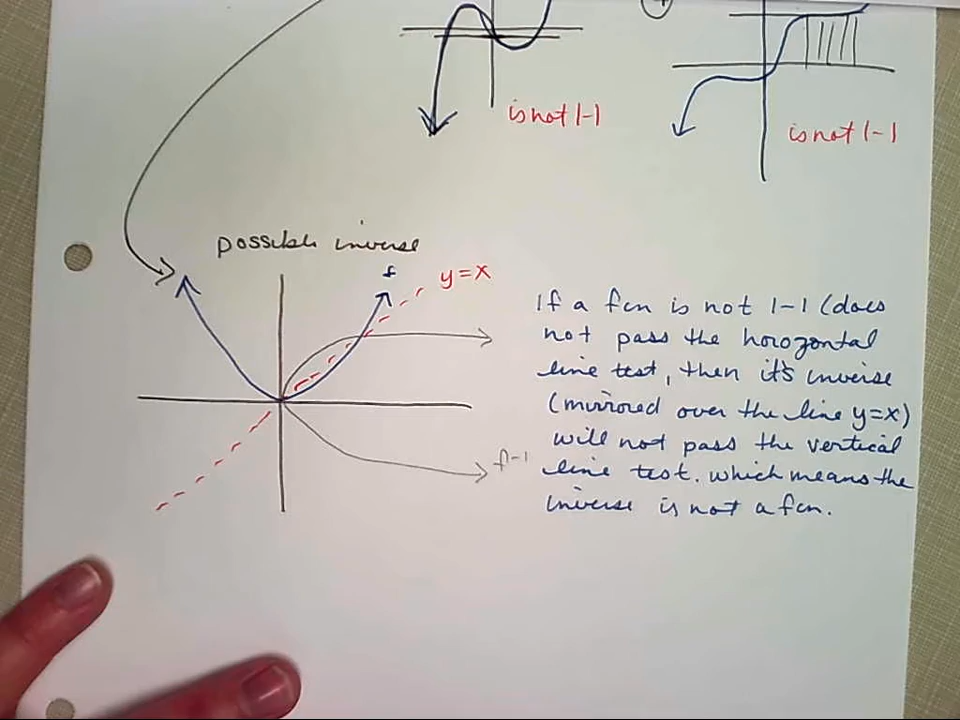 is not 1-1
is not 1-1
possible inverse
f
y=x
f-1
If a fcn is not 1-1 (does
not pass the horozontal
line test, then it's inverse
(mirrored over the line y=x)
will not pass the vertical
line test. which means the
inverse is not a fcn.